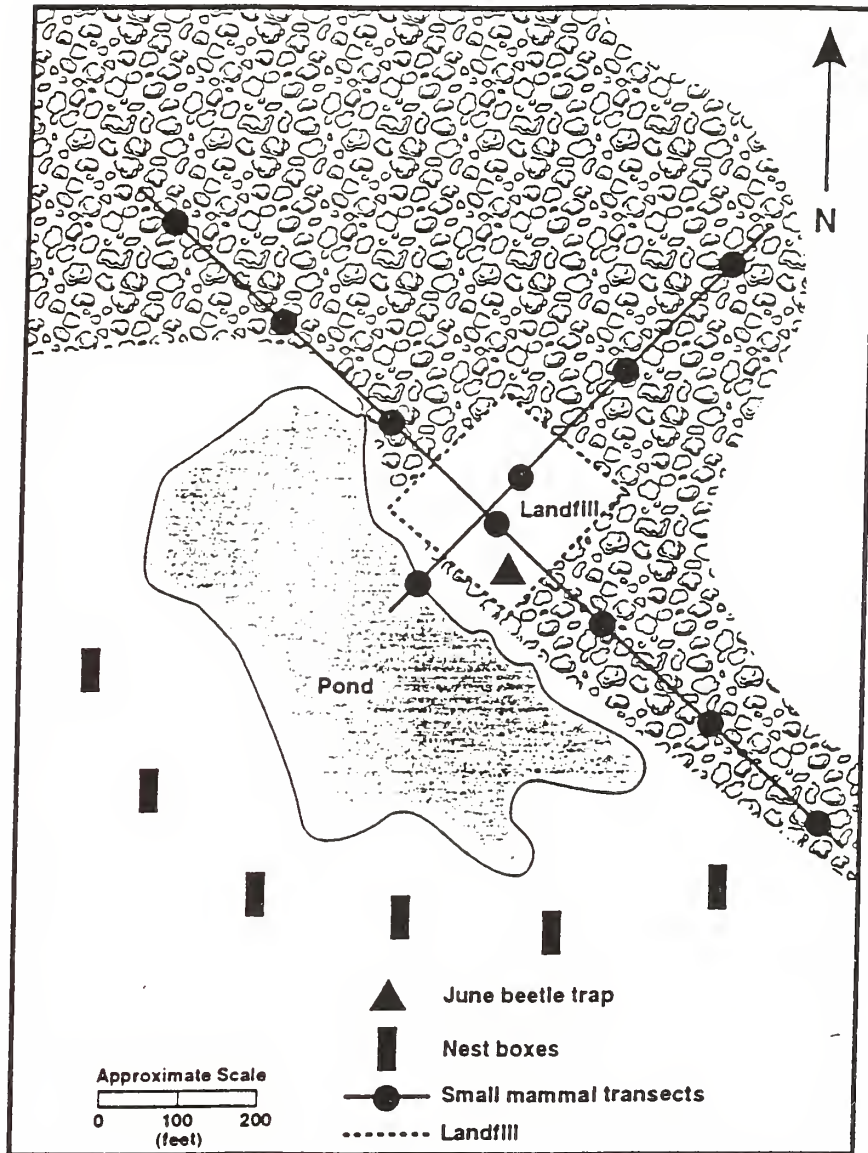 N
Landfill
Pond
June beetle trap
Nest boxes
Approximate Scale
0 100 200
(feet)
Small mammal transects
Landfill